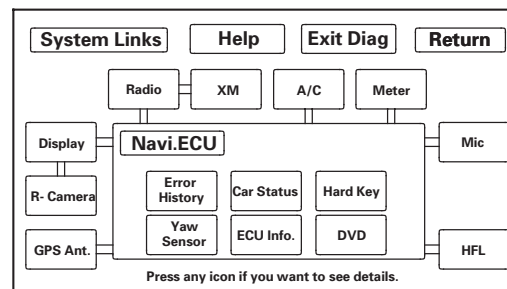 System Links Help Exit Diag Return
Radio XM A/C Meter
Display Navi.ECU Mic
Error History Car Status Hard Key
R- Camera
Yaw Sensor ECU Info. DVD
GPS Ant. HFL
Press any icon if you want to see details.